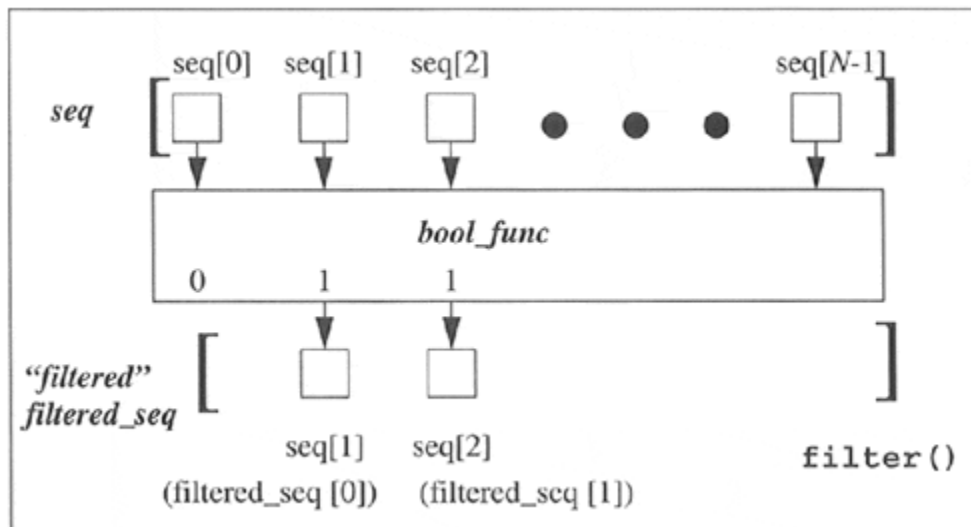 seq[0] seq[1] seq[2] seq[N-1]
seq
bool_func
0 1 1
“filtered”
filtered_seq
seq[1] seq[2]
filter()
(filtered_seq [0]) (filtered_seq [1])